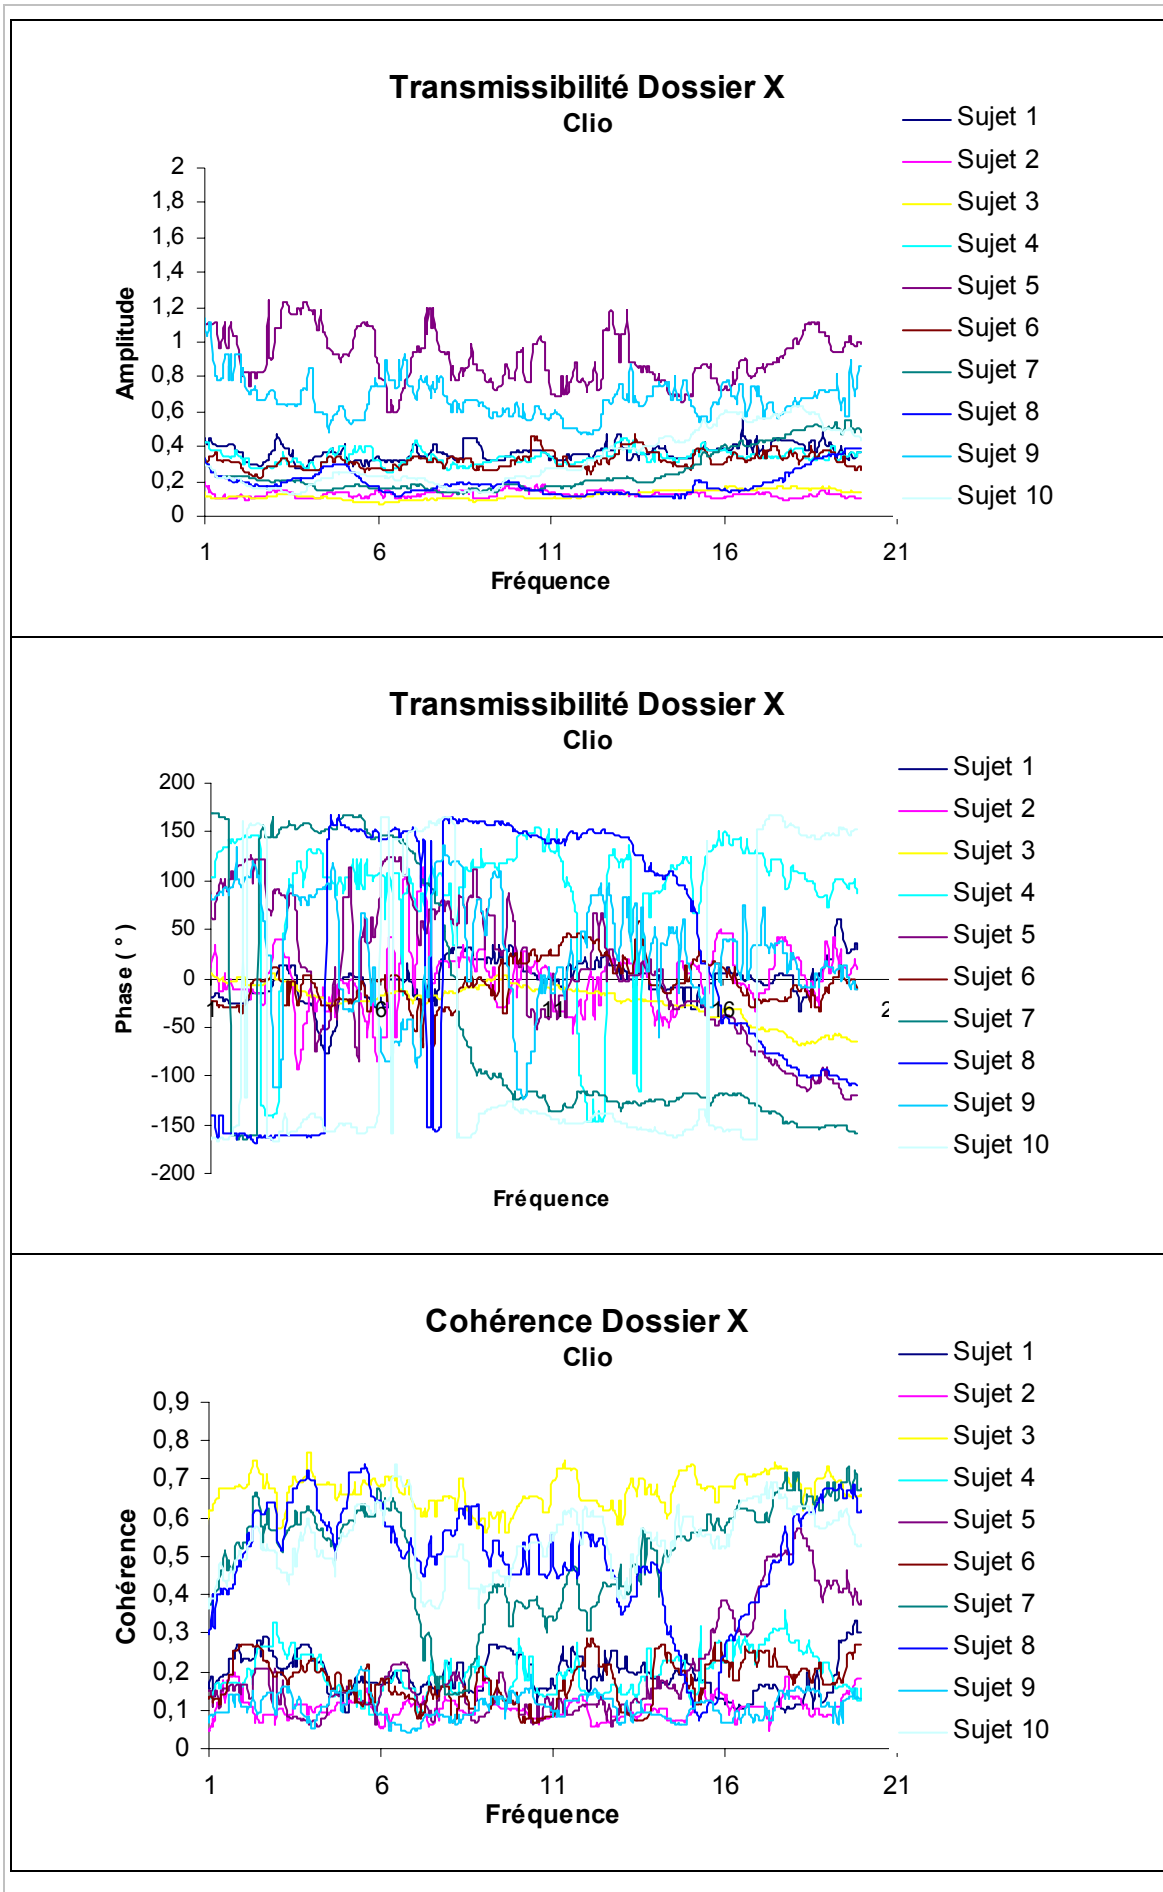 Transmissibilité Dossier X
Clio
Sujet 1
Sujet 2
Sujet 3
Sujet 4
Sujet 5
Sujet 6
Sujet 7
Sujet 8
Sujet 9
Sujet 10
Amplitude
2
1,8
1,6
1,4
1,2
1
0,8
0,6
0,4
0,2
0
1 6 11 16 21
Fréquence
Transmissibilité Dossier X
Clio
Sujet 1
Sujet 2
Sujet 3
Sujet 4
Sujet 5
Sujet 6
Sujet 7
Sujet 8
Sujet 9
Sujet 10
Phase ( ° )
200
150
100
50
0
-50
-100
-150
-200
1 6 11 16 2
Fréquence
Cohérence Dossier X
Clio
Sujet 1
Sujet 2
Sujet 3
Sujet 4
Sujet 5
Sujet 6
Sujet 7
Sujet 8
Sujet 9
Sujet 10
Cohérence
0,9
0,8
0,7
0,6
0,5
0,4
0,3
0,2
0,1
0
1 6 11 16 21
Fréquence